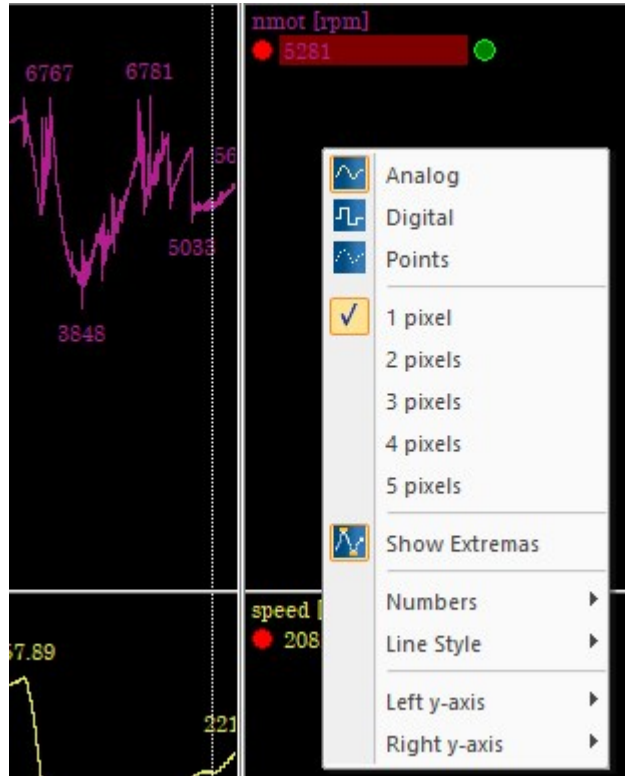 nmot [rpm]
5281
6767
6781
56
5033
3848
Analog
Digital
Points
1 pixel
2 pixels
3 pixels
4 pixels
5 pixels
Show Extremas
Numbers
Line Style
Left y-axis
Right y-axis
speed [
208
7.89
221